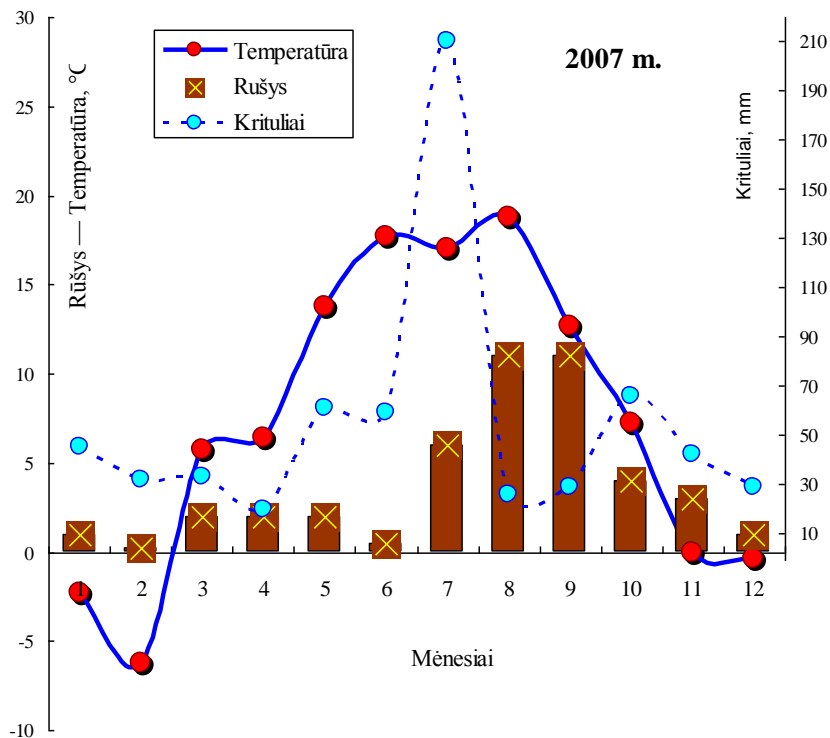 2007 m.
Temperatūra
Rušys
Krituliai
Rūšys — Temperatūra, °C
30
25
20
15
10
5
0
-5
-10
Krituliai, mm
210
190
170
150
130
110
90
70
50
30
10
1 2 3 4 5 6 7 8 9 10 11 12
Mėnesiai